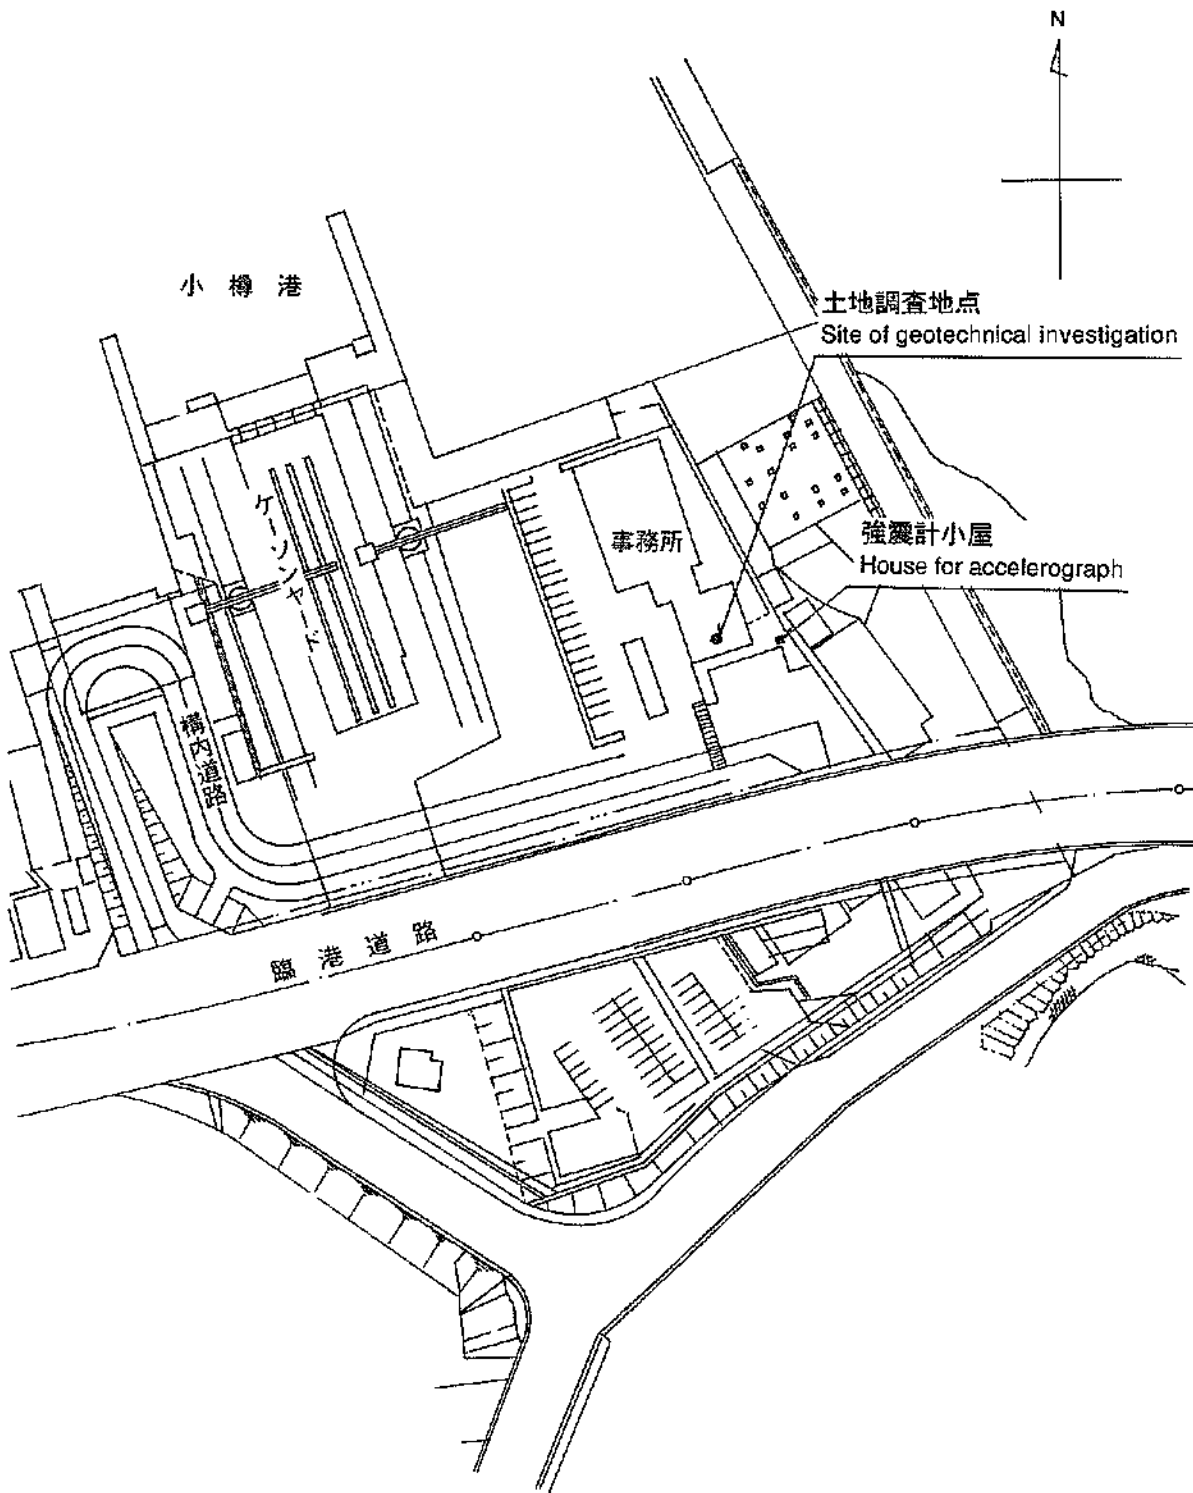 N
小樽港
土地調査地点
Site of geotechnical investigation
ケーソンヤード
事務所
強震計小屋
House for accelerograph
構内道路
臨港道路